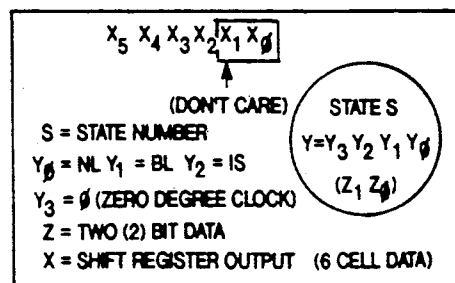 X5 X4 X3 X2 X1 Xø
(DON'T CARE)
STATE S
Y=Y3 Y2 Y1 Yø
(Z1 Zø)
S = STATE NUMBER
Yø = NL Y1 = BL Y2 = IS
Y3 = ø (ZERO DEGREE CLOCK)
Z = TWO (2) BIT DATA
X = SHIFT REGISTER OUTPUT (6 CELL DATA)